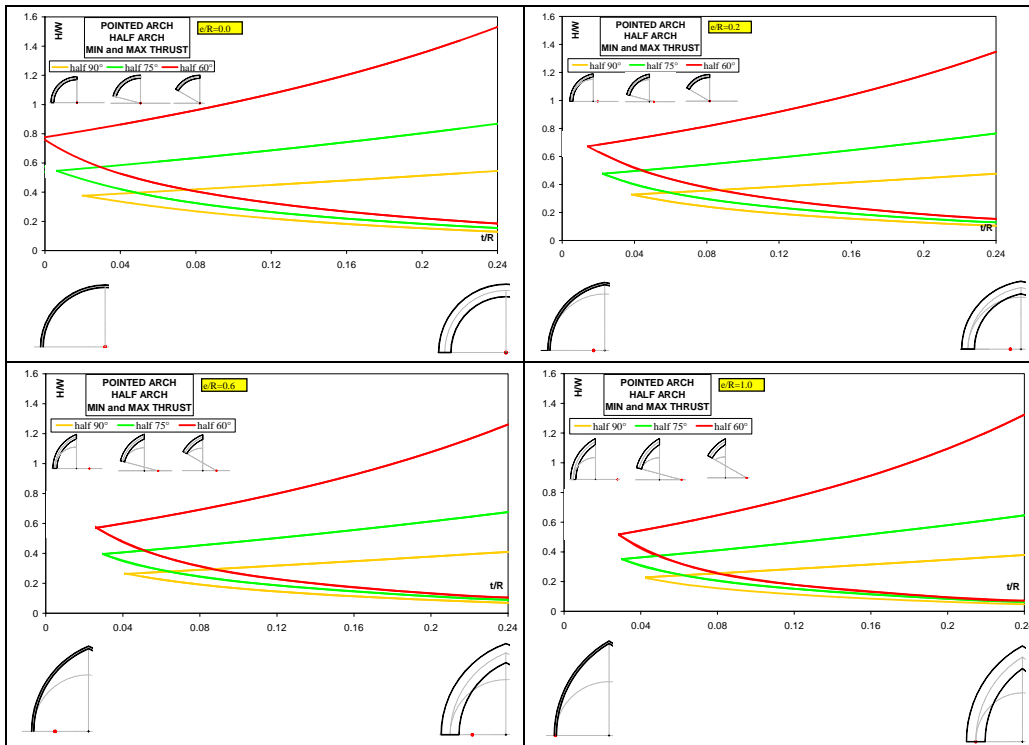 H/W
POINTED ARCH
HALF ARCH
MIN and MAX THRUST
e/R=0.0
half 90° half 75° half 60°
1.6
1.4
1.2
1
0.8
0.6
0.4
0.2
0
t/R
0 0.04 0.08 0.12 0.16 0.2 0.24
H/W
POINTED ARCH
HALF ARCH
MIN and MAX THRUST
e/R=0.2
half 90° half 75° half 60°
1.6
1.4
1.2
1
0.8
0.6
0.4
0.2
0
t/R
0 0.04 0.08 0.12 0.16 0.2 0.24
H/W
POINTED ARCH
HALF ARCH
MIN and MAX THRUST
e/R=0.6
half 90° half 75° half 60°
1.6
1.4
1.2
1
0.8
0.6
0.4
0.2
0
t/R
0 0.04 0.08 0.12 0.16 0.2 0.24
H/W
POINTED ARCH
HALF ARCH
MIN and MAX THRUST
e/R=1.0
half 90° half 75° half 60°
1.6
1.4
1.2
1
0.8
0.6
0.4
0.2
0
t/R
0 0.04 0.08 0.12 0.16 0.2 0.24